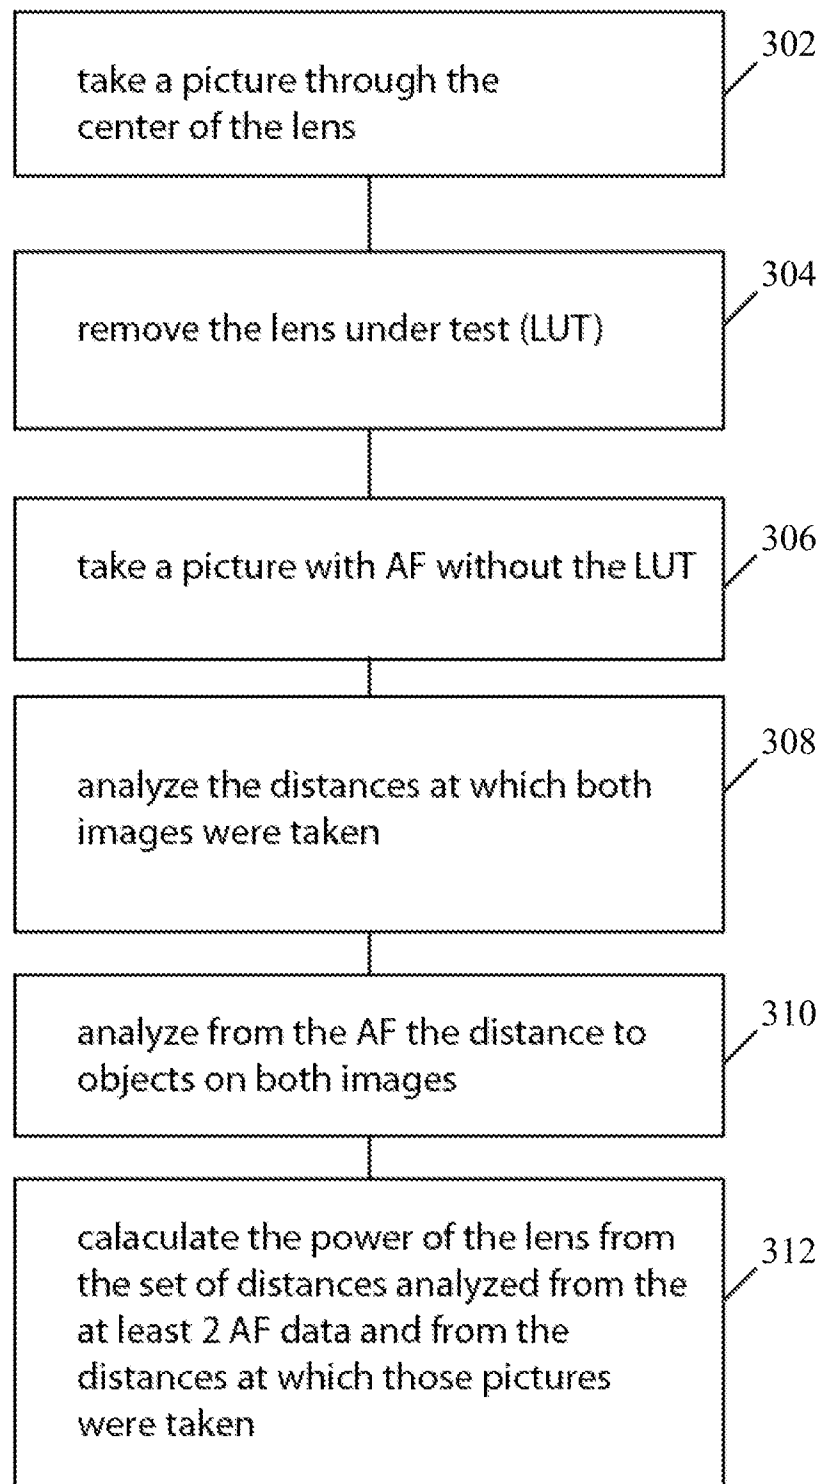 302
take a picture through the
center of the lens
304
remove the lens under test (LUT)
306
take a picture with AF without the LUT
308
analyze the distances at which both
images were taken
310
analyze from the AF the distance to
objects on both images
312
calaculate the power of the lens from
the set of distances analyzed from the
at least 2 AF data and from the
distances at which those pictures
were taken